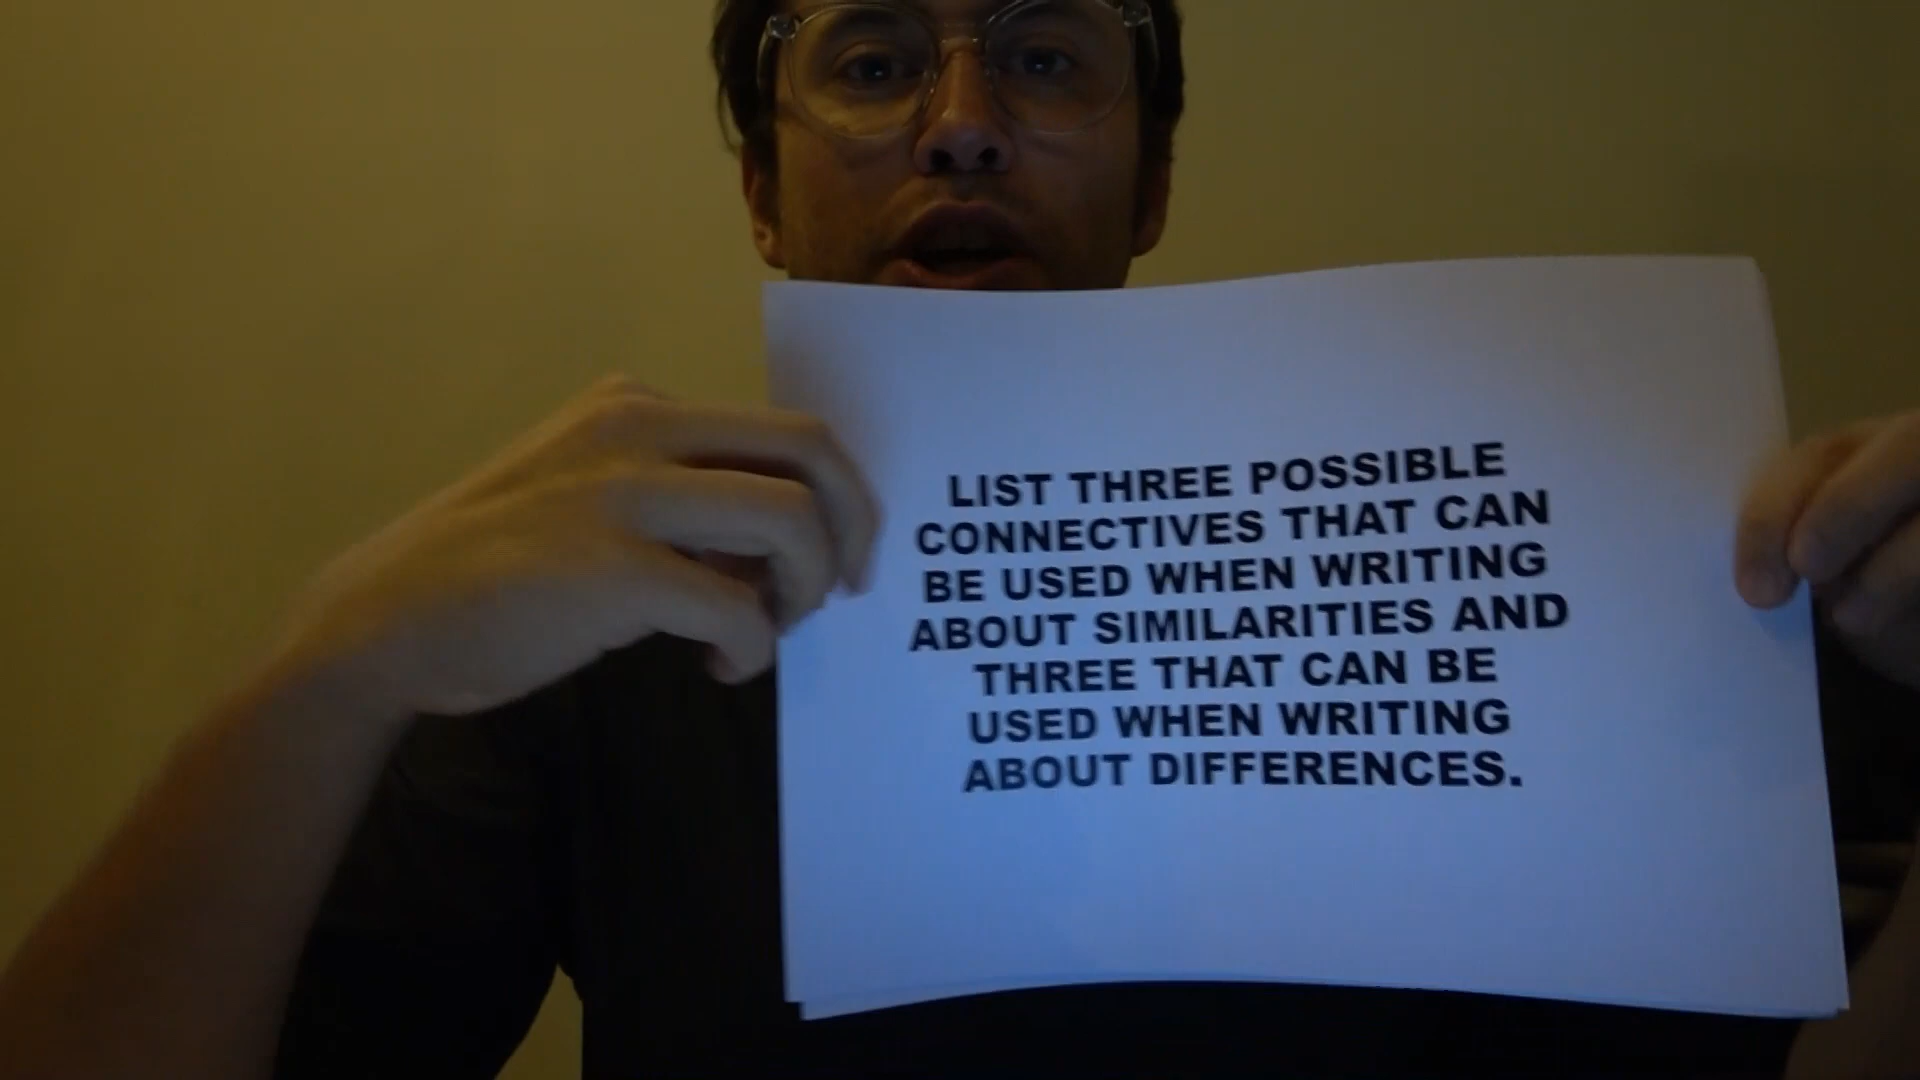 LIST THREE POSSIBLE
CONNECTIVES THAT CAN
BE USED WHEN WRITING
ABOUT SIMILARITIES AND
THREE THAT CAN BE
USED WHEN WRITING
ABOUT DIFFERENCES.